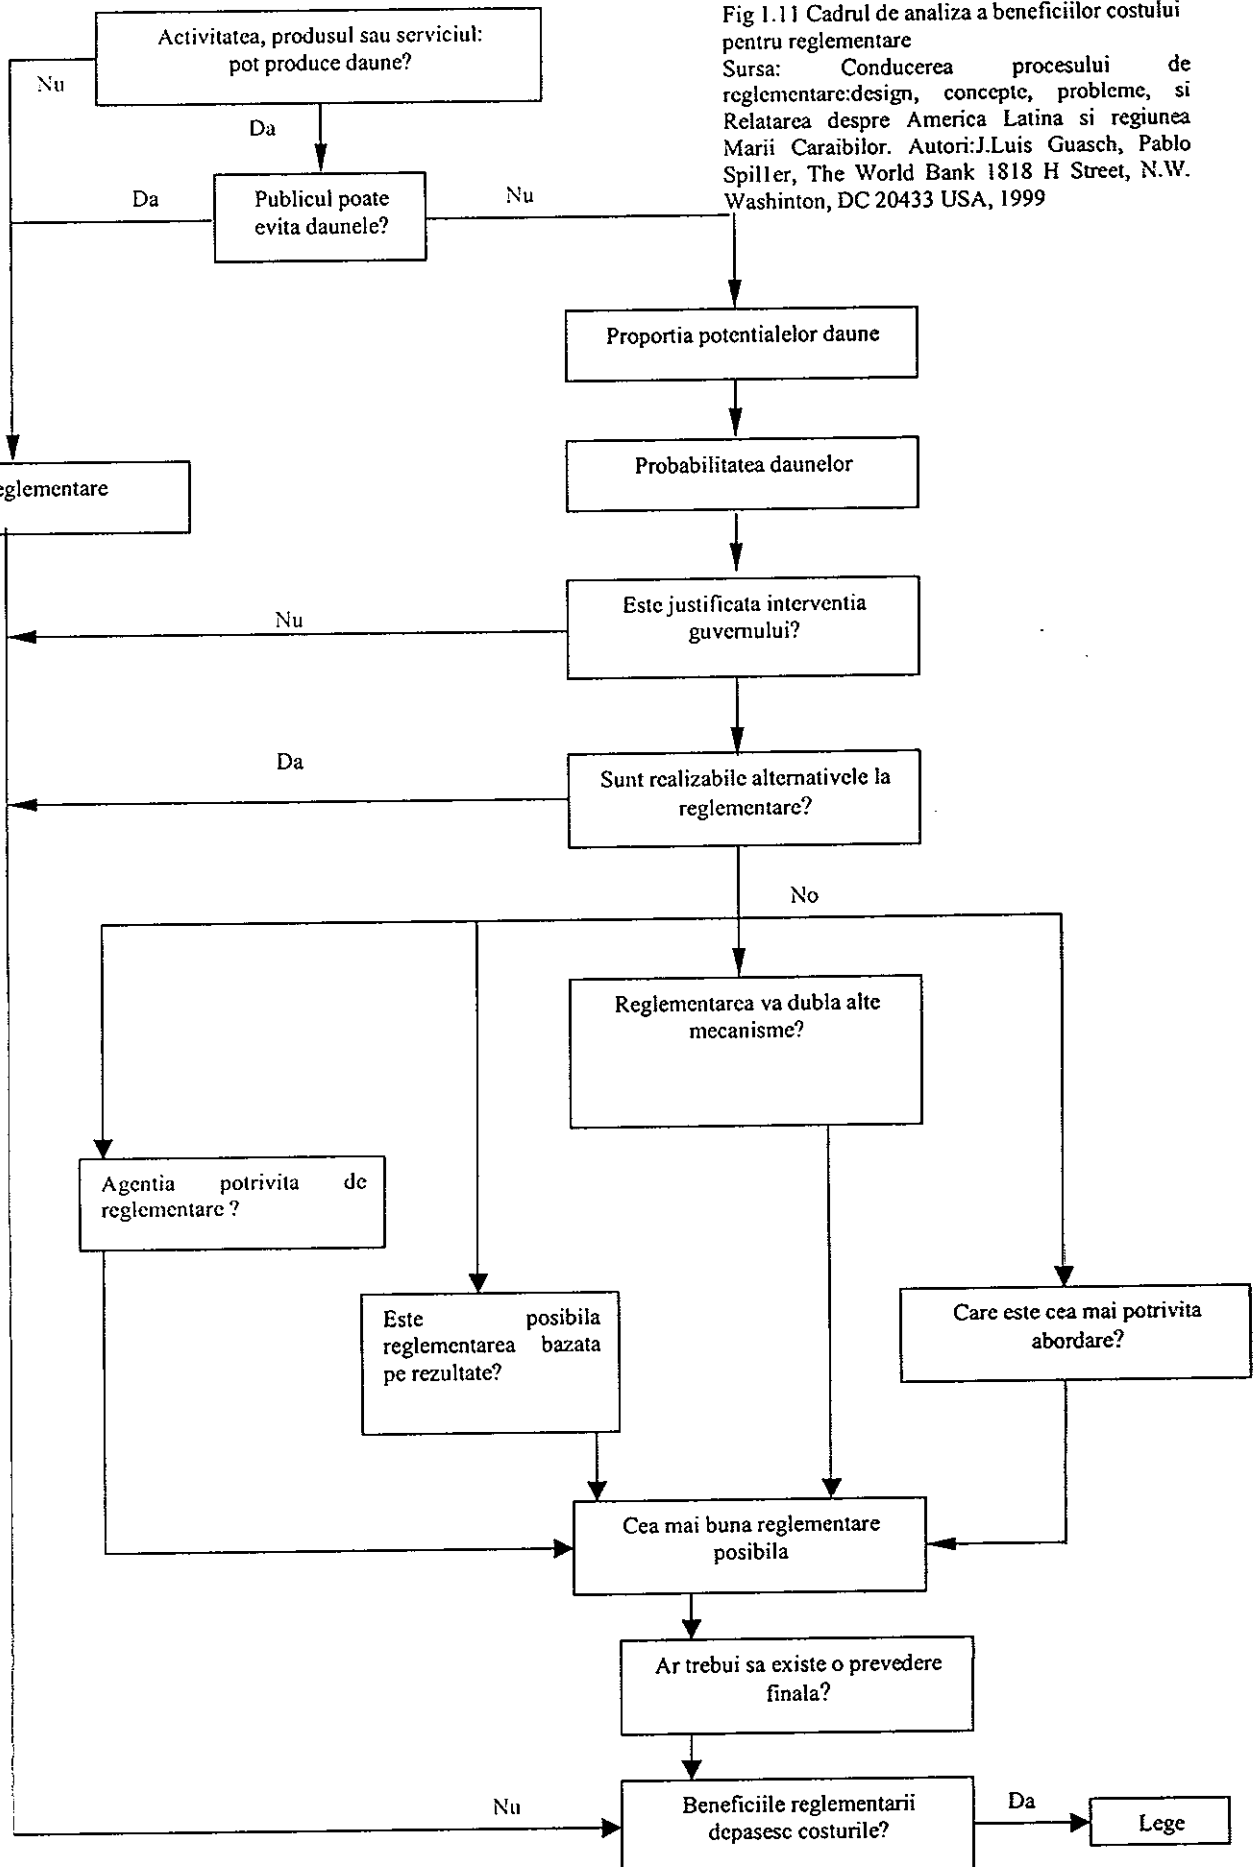 Fig 1.11 Cadrul de analiza a beneficiilor costului
pentru reglementare
Sursa: Conducerea procesului de
reglementare:design, concepte, probleme, si
Relatarea despre America Latina si regiunea
Marii Caraibilor. Autori:J.Luis Guasch, Pablo
Spiller, The World Bank 1818 H Street, N.W.
Washinton, DC 20433 USA, 1999
Activitatea, produsul sau serviciul:
pot produce daune?
Nu
Da
Publicul poate
evita daunele?
Da
Nu
Proportia potentialelor daune
Probabilitatea daunelor
eglementare
Este justificata interventia
guvernului?
Nu
Sunt realizabile alternativele la
reglementare?
Da
No
Reglementarea va dubla alte
mecanisme?
Agentia potrivita de
reglementare ?
Este posibila
reglementarea bazata
pe rezultate?
Care este cea mai potrivita
abordare?
Cea mai buna reglementare
posibila
Ar trebui sa existe o prevedere
finala?
Beneficiile reglementarii
depasesc costurile?
Nu
Da
Lege